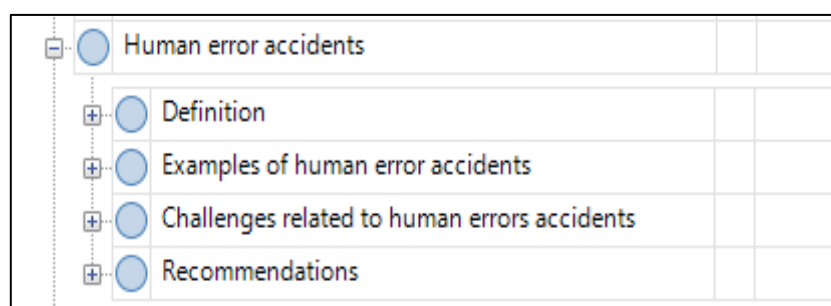 Human error accidents
Definition
Examples of human error accidents
Challenges related to human errors accidents
Recommendations